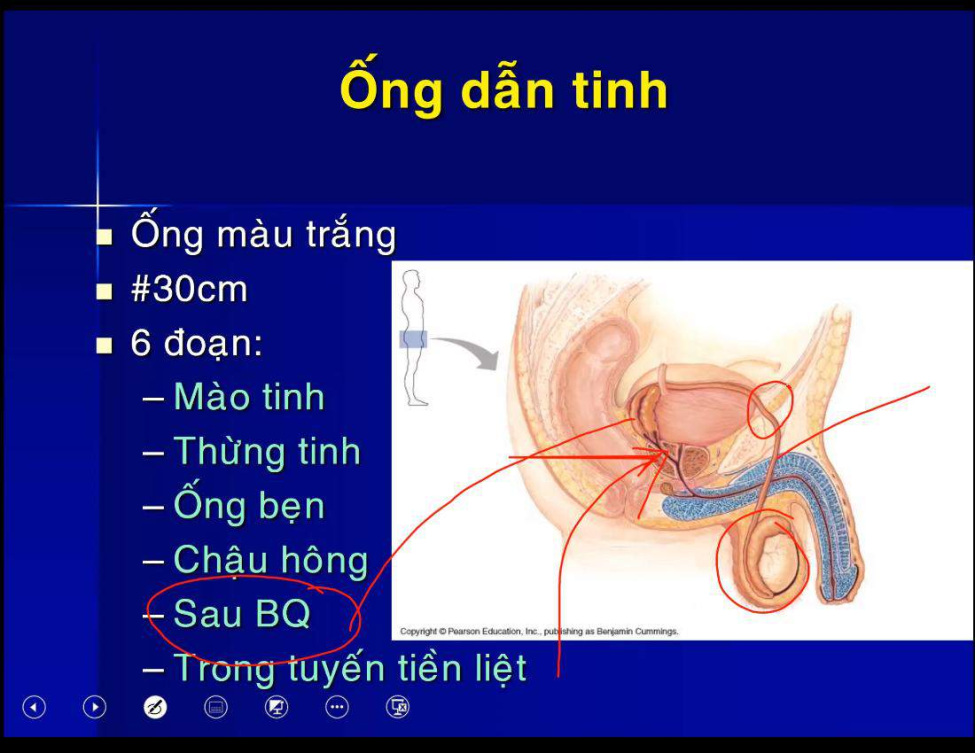 Ống dẫn tinh
Ống màu trắng
#30cm
6 đoạn:
– Mào tinh
– Thừng tinh
– Ống bẹn
– Chậu hông
– Sau BQ
– Trong tuyến tiền liệt
Copyright © Pearson Education, Inc., publishing as Benjamin Cummings.